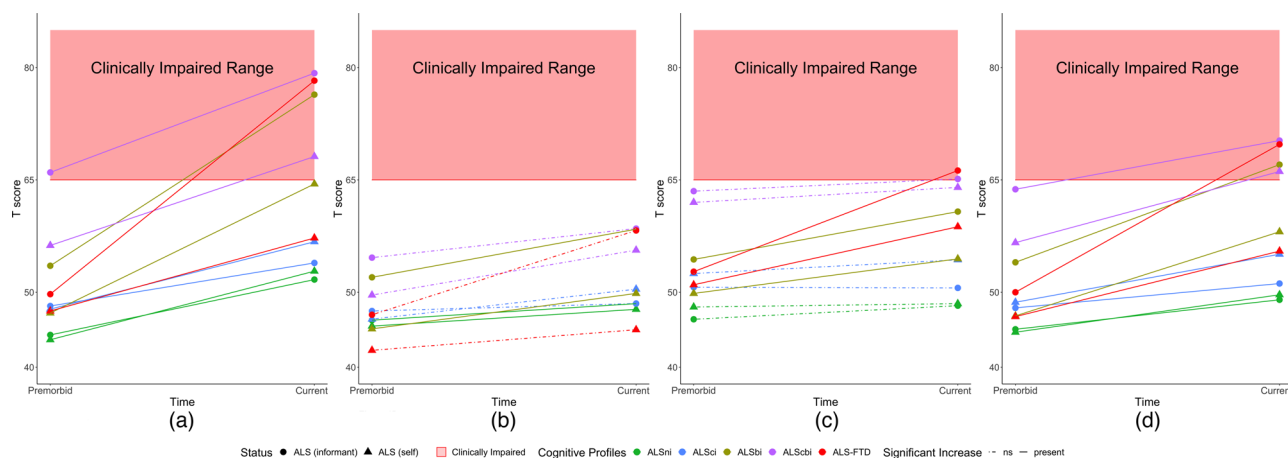 Clinically Impaired Range
Clinically Impaired Range
Clinically Impaired Range
Clinically Impaired Range
80
80
80
80
65
65
65
65
T score
T score
T score
T score
50
50
50
50
40
40
40
40
Premorbid Current Premorbid Current Premorbid Current Premorbid Current
Time Time Time Time
(a) (b) (c) (d)
Status ALS (informant) ALS (self) Clinically Impaired Cognitive Profiles ALSni ALSci ALSbi ALScbi ALS-FTD Significant Increase ns present